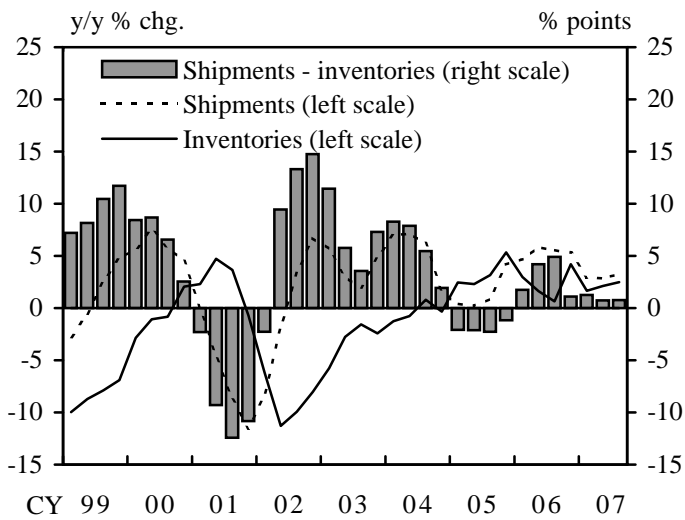 y/y % chg.
% points
25 25
Shipments - inventories (right scale)
20 20
Shipments (left scale)
Inventories (left scale)
15 15
10 10
5 5
0 0
-5 -5
-10 -10
-15 -15
CY 99 00 01 02 03 04 05 06 07